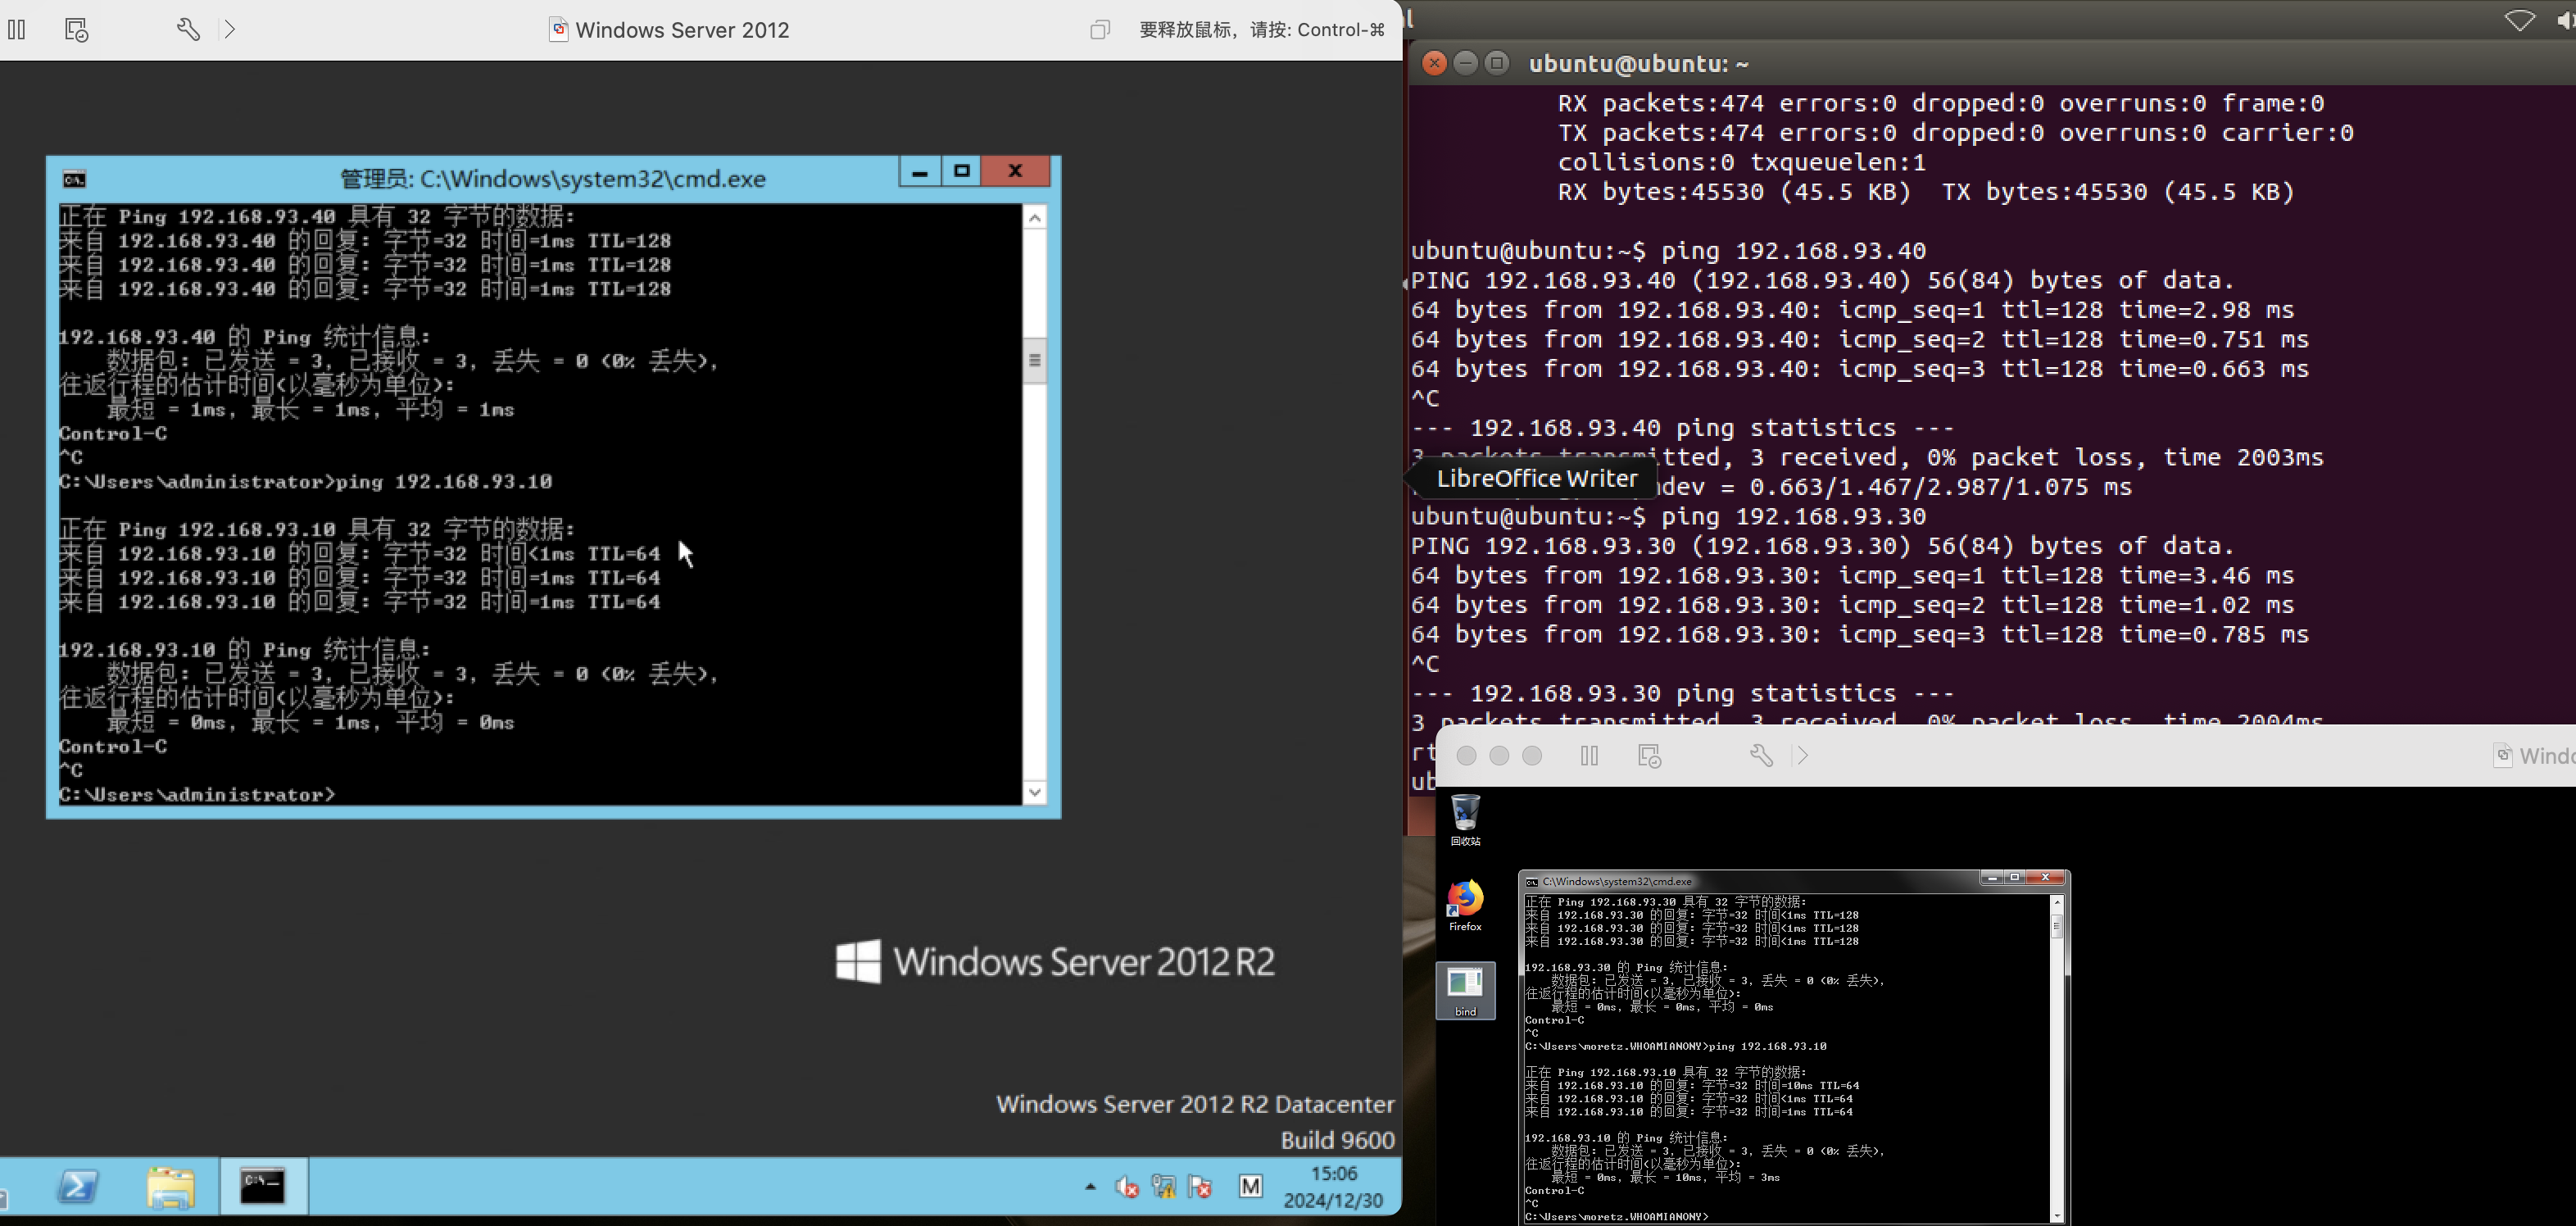 Windows Server 2012
要释放鼠标，请按: Control-⌘
管理员: C:\Windows\system32\cmd.exe
正在 Ping 192.168.93.40 具有 32 字节的数据:
来自 192.168.93.40 的回复: 字节=32 时间=1ms TTL=128
来自 192.168.93.40 的回复: 字节=32 时间=1ms TTL=128
来自 192.168.93.40 的回复: 字节=32 时间=1ms TTL=128
192.168.93.40 的 Ping 统计信息:
数据包: 已发送 = 3，已接收 = 3，丢失 = 0 (0% 丢失)，
往返行程的估计时间(以毫秒为单位):
最短 = 1ms，最长 = 1ms，平均 = 1ms
Control-C
^C
C:\Users\administrator>ping 192.168.93.10
正在 Ping 192.168.93.10 具有 32 字节的数据:
来自 192.168.93.10 的回复: 字节=32 时间<1ms TTL=64
来自 192.168.93.10 的回复: 字节=32 时间=1ms TTL=64
来自 192.168.93.10 的回复: 字节=32 时间=1ms TTL=64
192.168.93.10 的 Ping 统计信息:
数据包: 已发送 = 3，已接收 = 3，丢失 = 0 (0% 丢失)，
往返行程的估计时间(以毫秒为单位):
最短 = 0ms，最长 = 1ms，平均 = 0ms
Control-C
^C
C:\Users\administrator>
Windows Server 2012 R2
Windows Server 2012 R2 Datacenter
Build 9600
M
15:06
2024/12/30
ubuntu@ubuntu: ~
RX packets:474 errors:0 dropped:0 overruns:0 frame:0
TX packets:474 errors:0 dropped:0 overruns:0 carrier:0
collisions:0 txqueuelen:1
RX bytes:45530 (45.5 KB)  TX bytes:45530 (45.5 KB)
ubuntu@ubuntu:~$ ping 192.168.93.40
PING 192.168.93.40 (192.168.93.40) 56(84) bytes of data.
64 bytes from 192.168.93.40: icmp_seq=1 ttl=128 time=2.98 ms
64 bytes from 192.168.93.40: icmp_seq=2 ttl=128 time=0.751 ms
64 bytes from 192.168.93.40: icmp_seq=3 ttl=128 time=0.663 ms
^C
--- 192.168.93.40 ping statistics ---
3 packets transmitted, 3 received, 0% packet loss, time 2003ms
LibreOffice Writer
dev = 0.663/1.467/2.987/1.075 ms
ubuntu@ubuntu:~$ ping 192.168.93.30
PING 192.168.93.30 (192.168.93.30) 56(84) bytes of data.
64 bytes from 192.168.93.30: icmp_seq=1 ttl=128 time=3.46 ms
64 bytes from 192.168.93.30: icmp_seq=2 ttl=128 time=1.02 ms
64 bytes from 192.168.93.30: icmp_seq=3 ttl=128 time=0.785 ms
^C
--- 192.168.93.30 ping statistics ---
3 packets transmitted, 3 received, 0% packet loss, time 2004ms
rt
ub
Windo
回收站
Firefox
bind
C:\Windows\system32\cmd.exe
正在 Ping 192.168.93.30 具有 32 字节的数据:
来自 192.168.93.30 的回复: 字节=32 时间<1ms TTL=128
来自 192.168.93.30 的回复: 字节=32 时间<1ms TTL=128
来自 192.168.93.30 的回复: 字节=32 时间<1ms TTL=128
192.168.93.30 的 Ping 统计信息:
数据包: 已发送 = 3，已接收 = 3，丢失 = 0 (0% 丢失)，
往返行程的估计时间(以毫秒为单位):
最短 = 0ms，最长 = 0ms，平均 = 0ms
Control-C
^C
C:\Users\moretz.WHOAMIANONY>ping 192.168.93.10
正在 Ping 192.168.93.10 具有 32 字节的数据:
来自 192.168.93.10 的回复: 字节=32 时间=10ms TTL=64
来自 192.168.93.10 的回复: 字节=32 时间<1ms TTL=64
来自 192.168.93.10 的回复: 字节=32 时间=1ms TTL=64
192.168.93.10 的 Ping 统计信息:
数据包: 已发送 = 3，已接收 = 3，丢失 = 0 (0% 丢失)，
往返行程的估计时间(以毫秒为单位):
最短 = 0ms，最长 = 10ms，平均 = 3ms
Control-C
^C
C:\Users\moretz.WHOAMIANONY>